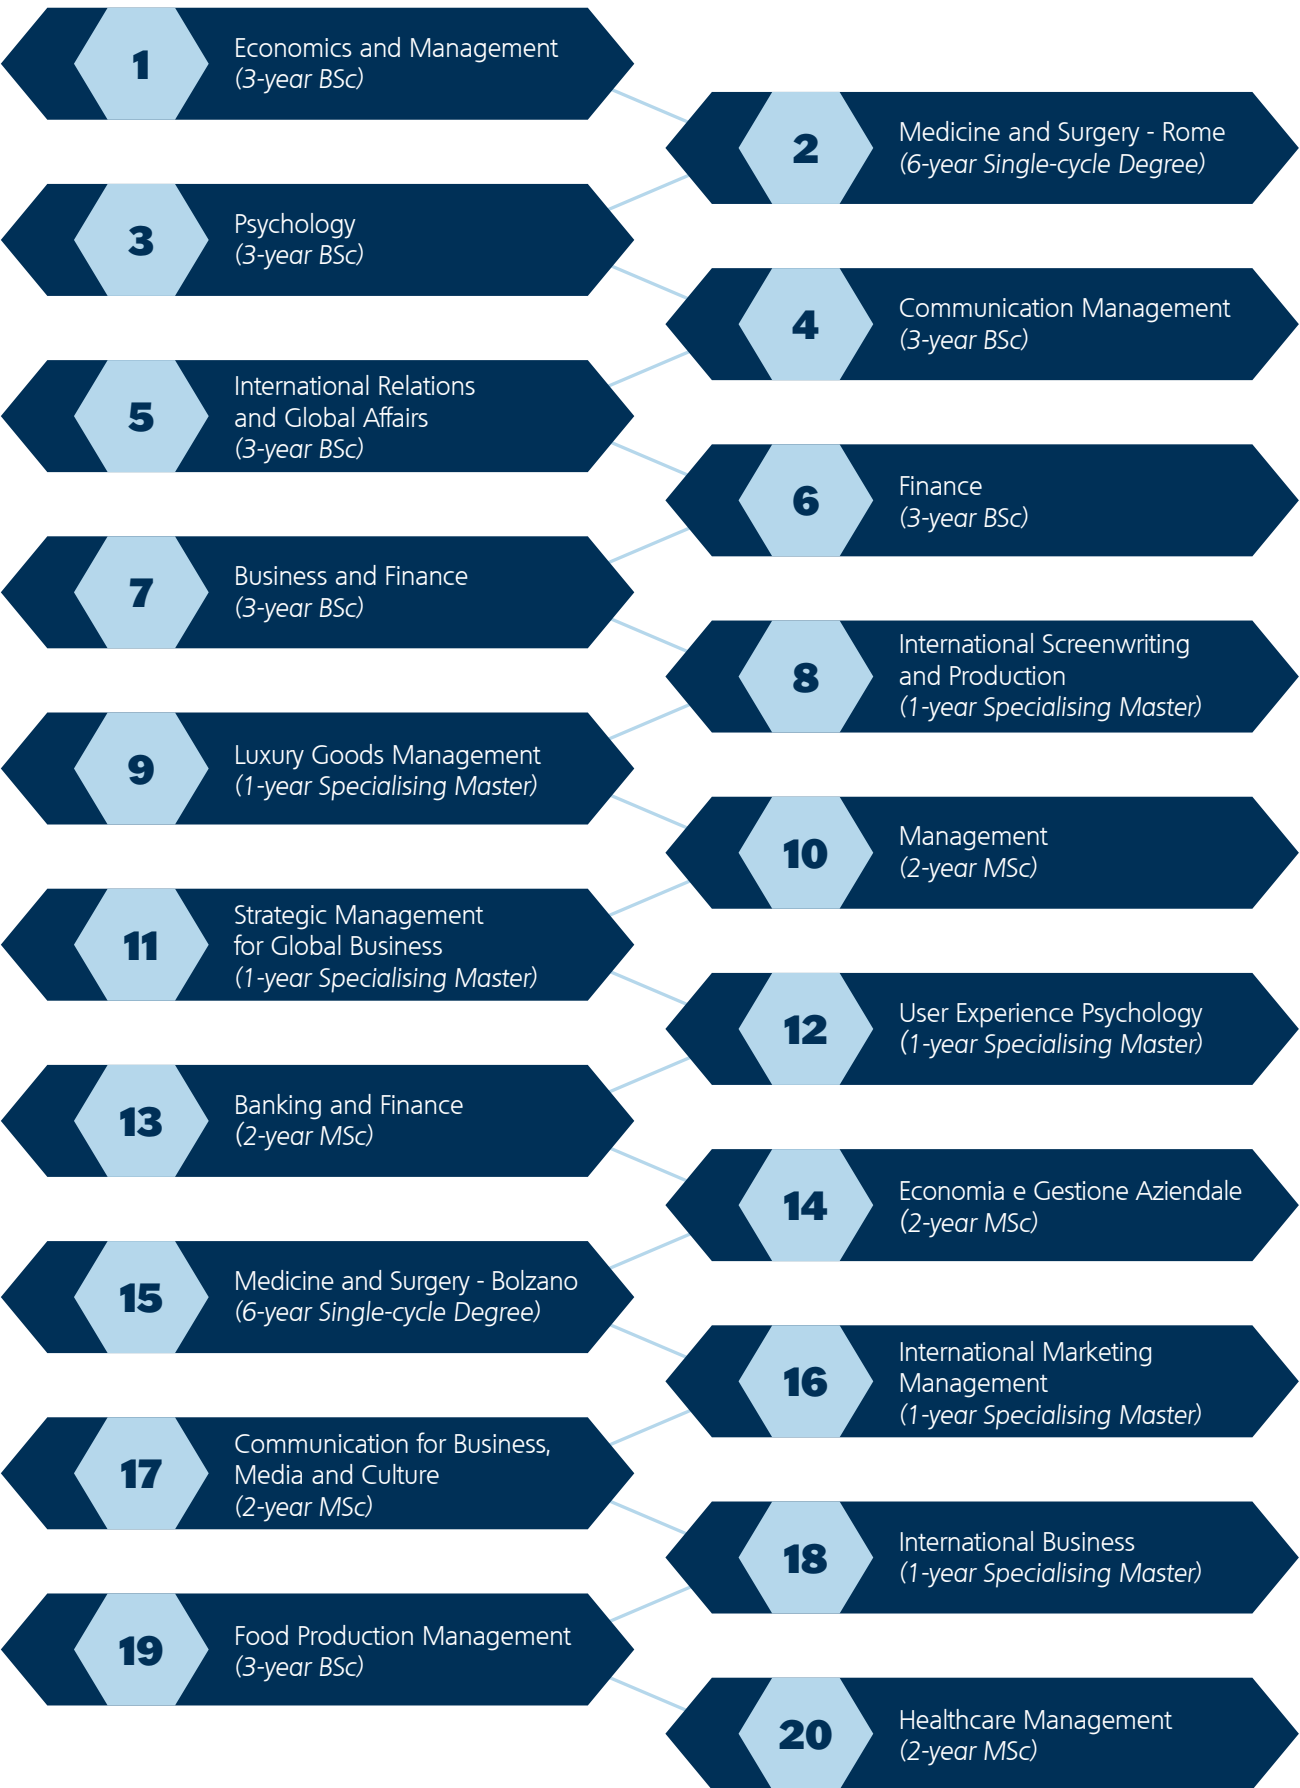 1
Economics and Management
(3-year BSc)
2
Medicine and Surgery - Rome
(6-year Single-cycle Degree)
3
Psychology
(3-year BSc)
4
Communication Management
(3-year BSc)
5
International Relations
and Global Affairs
(3-year BSc)
6
Finance
(3-year BSc)
7
Business and Finance
(3-year BSc)
8
International Screenwriting
and Production
(1-year Specialising Master)
9
Luxury Goods Management
(1-year Specialising Master)
10
Management
(2-year MSc)
11
Strategic Management
for Global Business
(1-year Specialising Master)
12
User Experience Psychology
(1-year Specialising Master)
13
Banking and Finance
(2-year MSc)
14
Economia e Gestione Aziendale
(2-year MSc)
15
Medicine and Surgery - Bolzano
(6-year Single-cycle Degree)
16
International Marketing
Management
(1-year Specialising Master)
17
Communication for Business,
Media and Culture
(2-year MSc)
18
International Business
(1-year Specialising Master)
19
Food Production Management
(3-year BSc)
20
Healthcare Management
(2-year MSc)